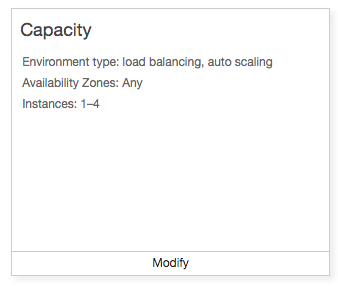 Capacity
Environment type: load balancing, auto scaling
Availability Zones: Any
Instances: 1–4
Modify